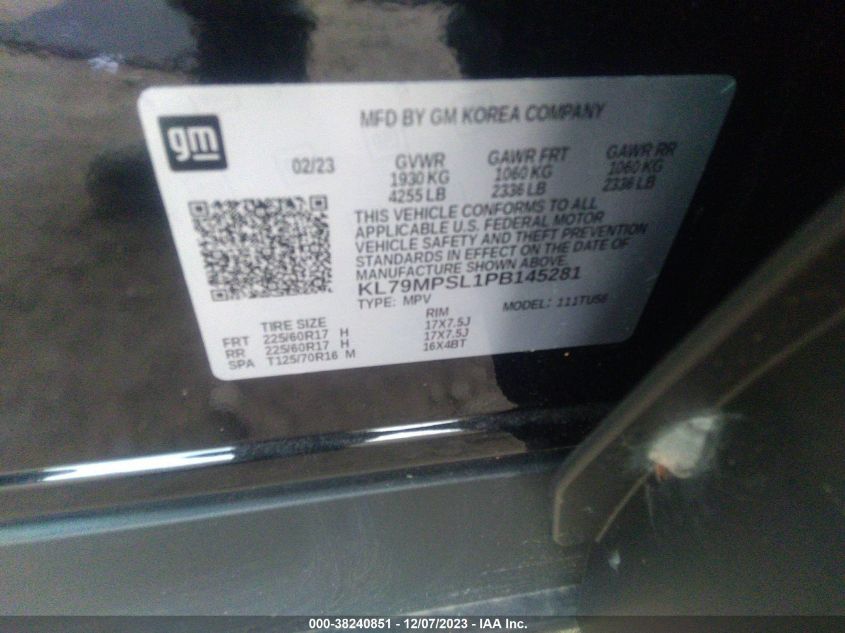 gm
MFD BY GM KOREA COMPANY
02/23
GVWR
1930 KG
4255 LB
GAWR FRT
1060 KG
2336 LB
GAWR RR
1060 KG
2336 LB
THIS VEHICLE CONFORMS TO ALL
APPLICABLE U.S. FEDERAL MOTOR
VEHICLE SAFETY AND THEFT PREVENTION
STANDARDS IN EFFECT ON THE DATE OF
MANUFACTURE SHOWN ABOVE.
KL79MPSL1PB145281
TYPE: MPV MODEL: 111TU56
TIRE SIZE RIM
FRT 225/60R17 H 17X7.5J
RR 225/60R17 H 17X7.5J
SPA T125/70R16 M 16X4BT
000-38240851 - 12/07/2023 - IAA Inc.